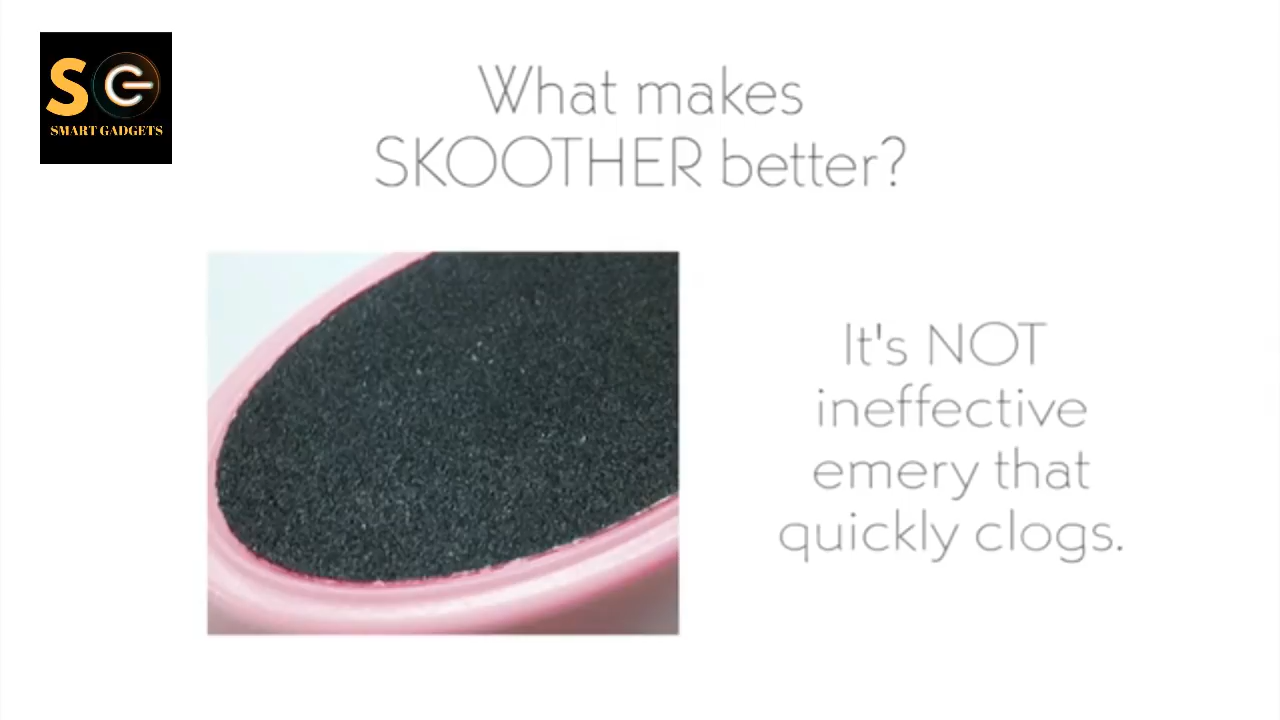 SG
SMART GADGETS
What makes
SKOOTHER better?
It's NOT
ineffective
emery that
quickly clogs.